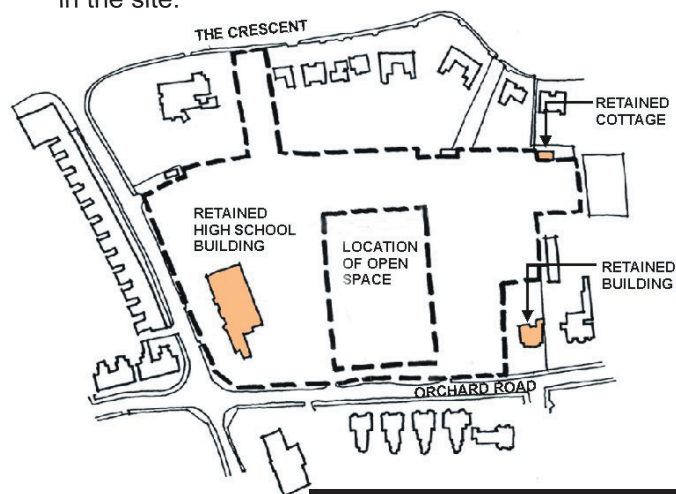 in the site.
THE CRESCENT
RETAINED
COTTAGE
RETAINED
HIGH SCHOOL
BUILDING
LOCATION
OF OPEN
SPACE
RETAINED
BUILDING
ORCHARD ROAD